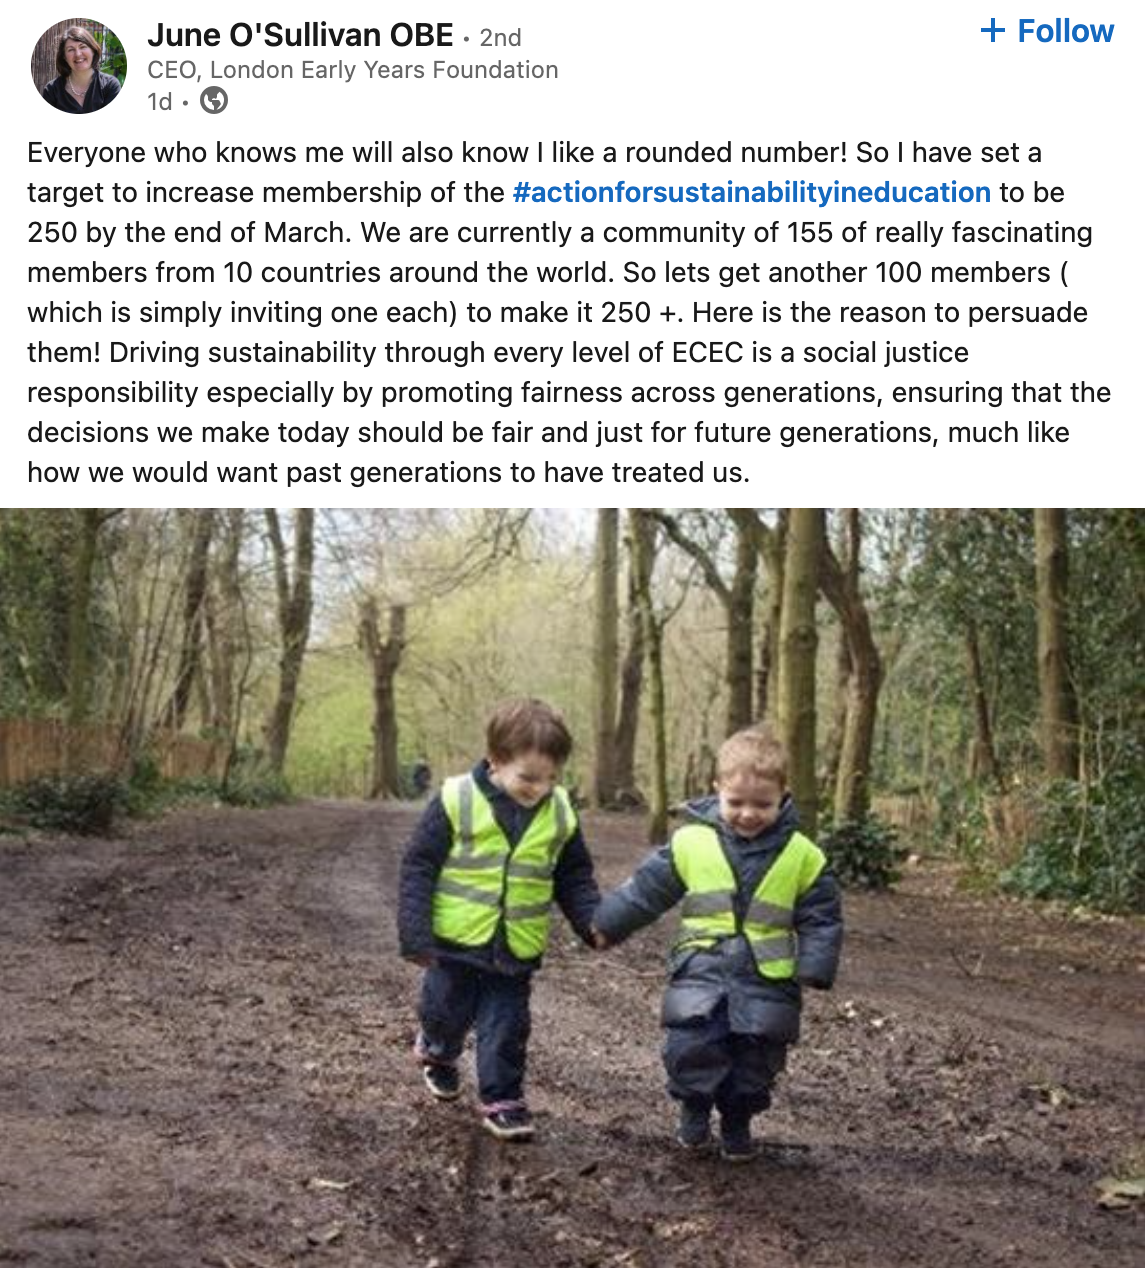 June O'Sullivan OBE • 2nd
+ Follow
CEO, London Early Years Foundation
1d •
Everyone who knows me will also know I like a rounded number! So I have set a
target to increase membership of the #actionforsustainabilityineducation to be
250 by the end of March. We are currently a community of 155 of really fascinating
members from 10 countries around the world. So lets get another 100 members (
which is simply inviting one each) to make it 250 +. Here is the reason to persuade
them! Driving sustainability through every level of ECEC is a social justice
responsibility especially by promoting fairness across generations, ensuring that the
decisions we make today should be fair and just for future generations, much like
how we would want past generations to have treated us.